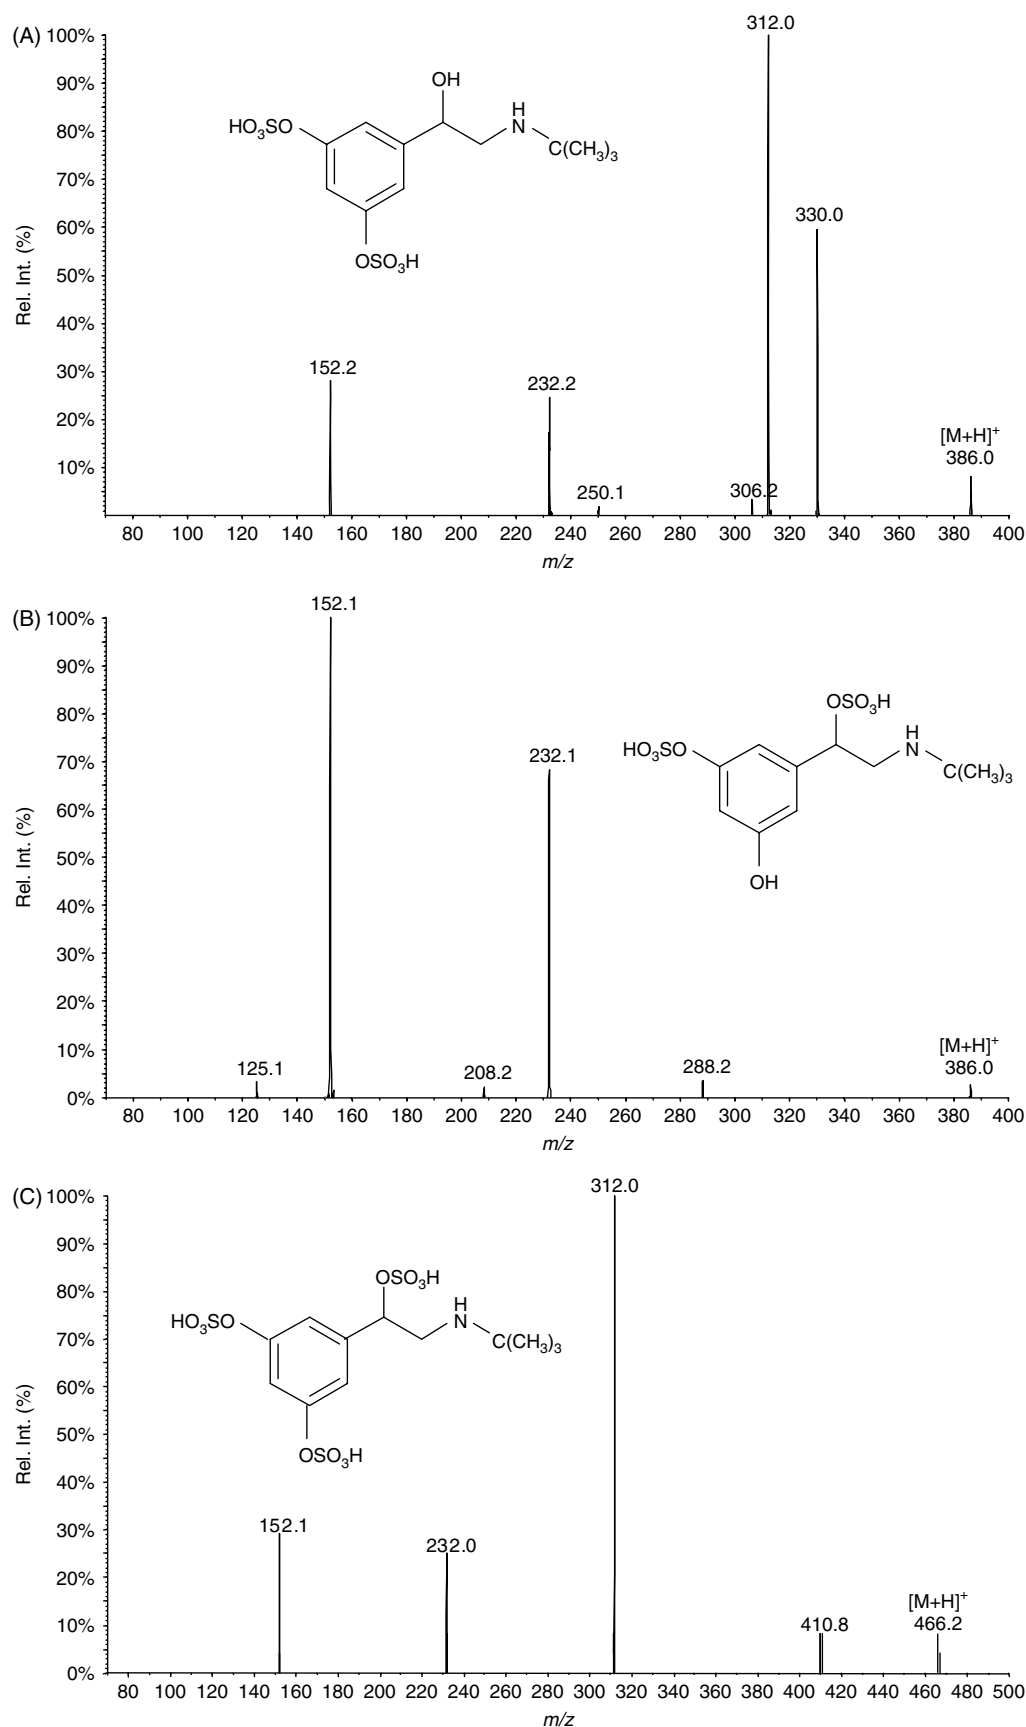 (A)
312.0
100%
90%
80%
70%
60%
50%
40%
30%
20%
10%
Rel. Int. (%)
OH
H
N
HO₃SO
C(CH₃)₃
OSO₃H
330.0
152.2
232.2
250.1
306.2
[M+H]⁺
386.0
80 100 120 140 160 180 200 220 240 260 280 300 320 340 360 380 400
m/z
(B)
152.1
100%
90%
80%
70%
60%
50%
40%
30%
20%
10%
0%
Rel. Int. (%)
OSO₃H
H
N
HO₃SO
C(CH₃)₃
OH
232.1
125.1
208.2
288.2
[M+H]⁺
386.0
80 100 120 140 160 180 200 220 240 260 280 300 320 340 360 380 400
m/z
(C)
312.0
100%
90%
80%
70%
60%
50%
40%
30%
20%
10%
0%
Rel. Int. (%)
OSO₃H
H
N
HO₃SO
C(CH₃)₃
OSO₃H
152.1
232.0
410.8
[M+H]⁺
466.2
80 100 120 140 160 180 200 220 240 260 280 300 320 340 360 380 400 420 440 460 480 500
m/z